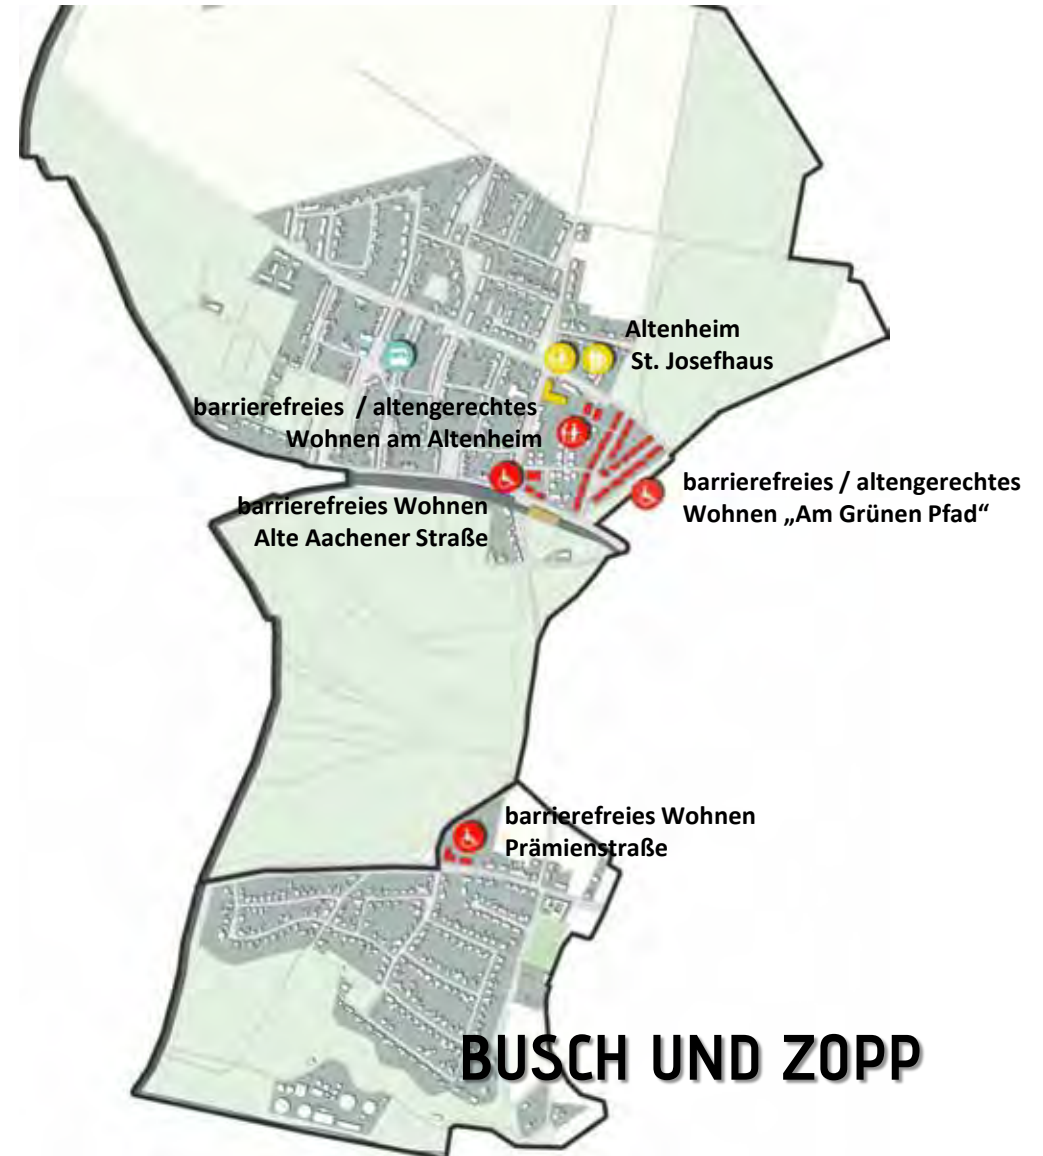 Altenheim
St. Josefhaus
barrierefreies / altengerechtes
Wohnen am Altenheim
barrierefreies / altengerechtes
Wohnen „Am Grünen Pfad“
barrierefreies Wohnen
Alte Aachener Straße
barrierefreies Wohnen
Prämienstraße
BUSCH UND ZOPP